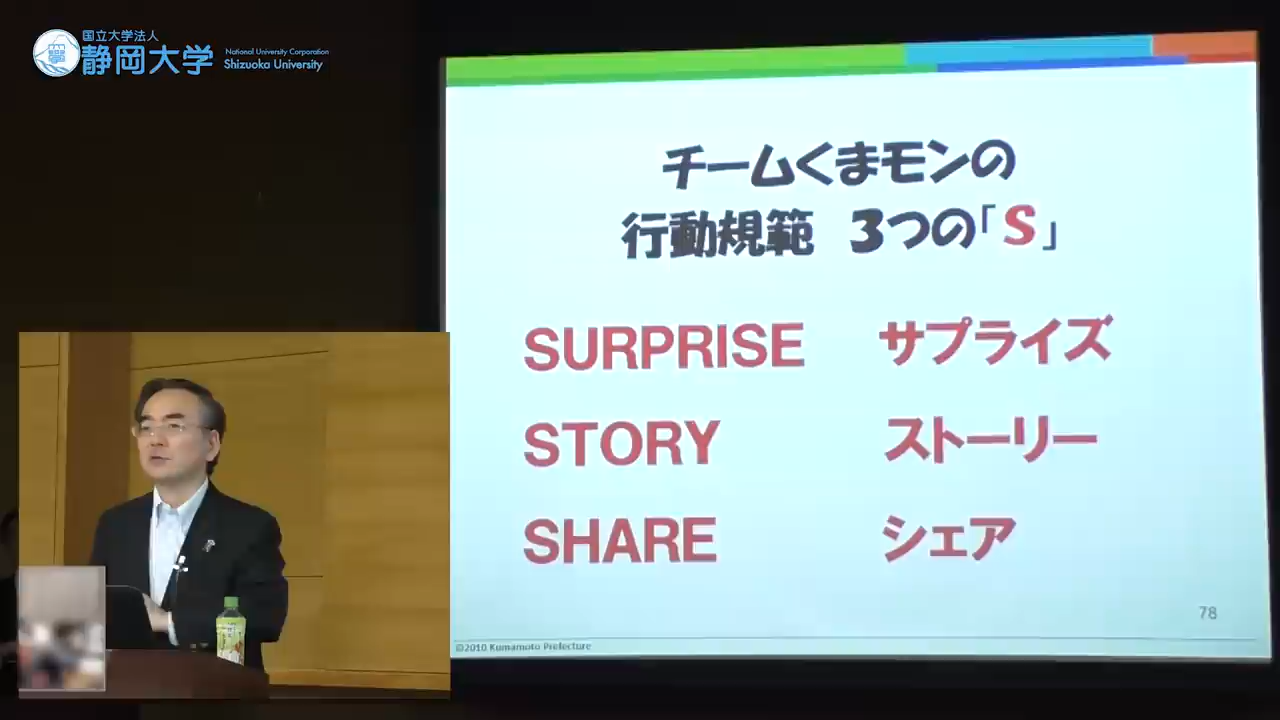 国立大学法人
静岡大学
National University Corporation
Shizuoka University
チームくまモンの
行動規範 3つの「S」
SURPRISE サプライズ
STORY ストーリー
SHARE シェア
78
©2010 Kumamoto Prefecture